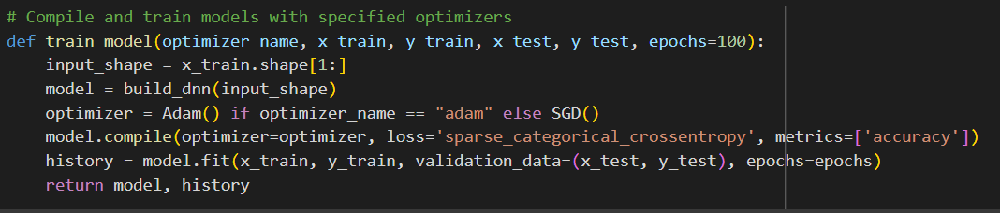 # Compile and train models with specified optimizers
def train_model(optimizer_name, x_train, y_train, x_test, y_test, epochs=100):
    input_shape = x_train.shape[1:]
    model = build_dnn(input_shape)
    optimizer = Adam() if optimizer_name == "adam" else SGD()
    model.compile(optimizer=optimizer, loss='sparse_categorical_crossentropy', metrics=['accuracy'])
    history = model.fit(x_train, y_train, validation_data=(x_test, y_test), epochs=epochs)
    return model, history